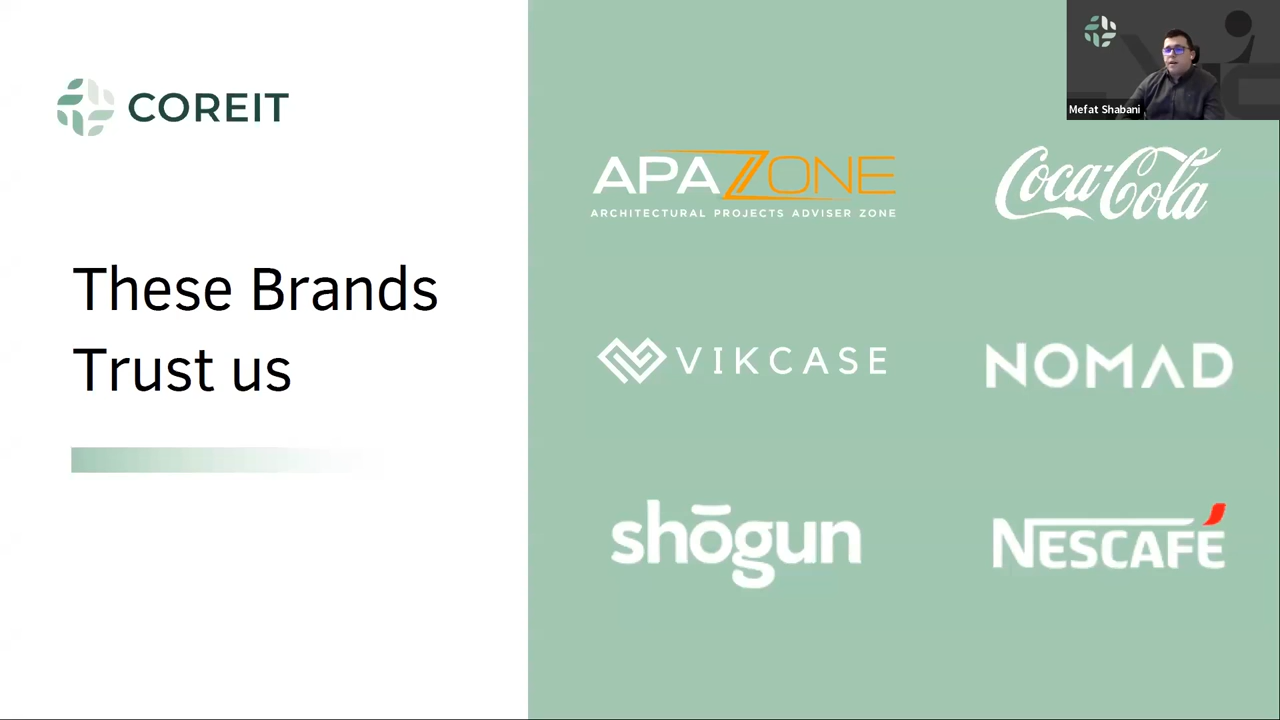 COREIT
These Brands
Trust us
APAZONE
ARCHITECTURAL PROJECTS ADVISER ZONE
Coca-Cola
VIKCASE
NOMAD
shōgun
NESCAFÉ
Mefat Shabani